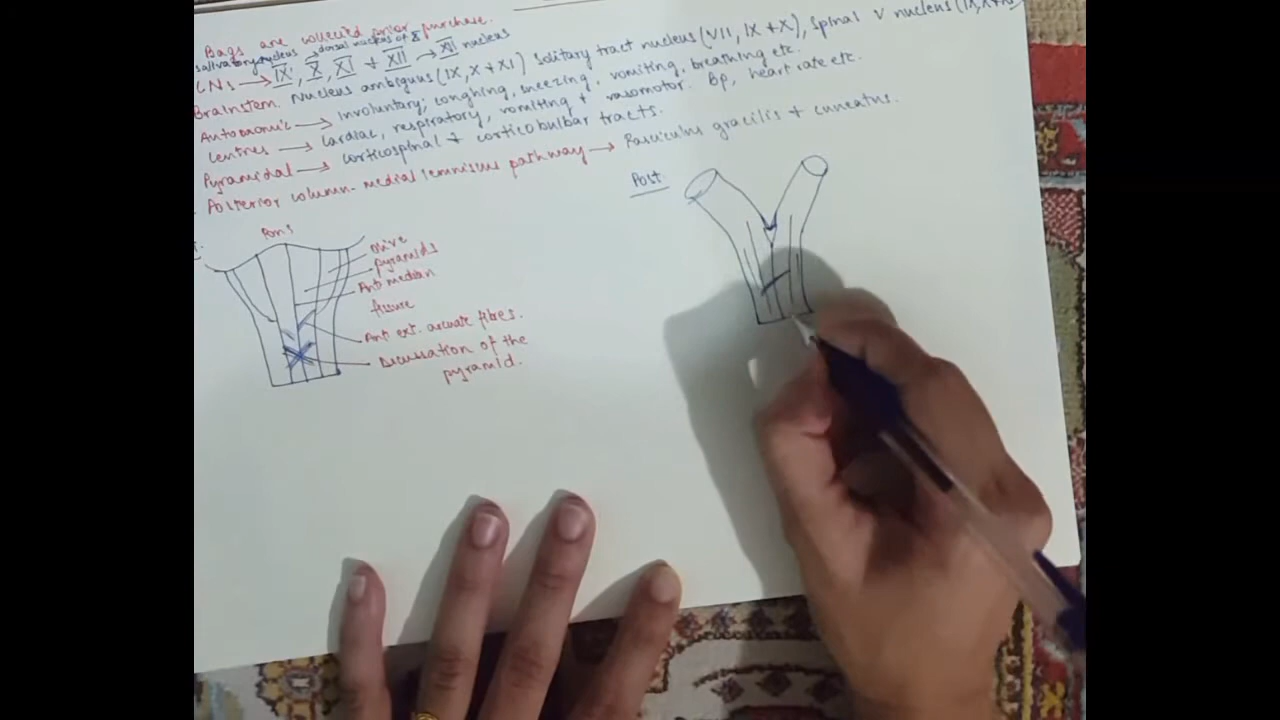 Bags are collected prior purchase.
salivatory nucleus dorsal nucleus of X
CNs → IX, X, XI + XII → XII nucleus
Brainstem. Nucleus ambiguus (IX, X + XI) solitary tract nucleus (VII, IX + X), spinal V nucleus (IX, X + XI)
Autonomic → involuntary; coughing, sneezing, vomiting, breathing etc.
Centres → cardiac, respiratory, vomiting + vasomotor. BP, heart rate etc.
Pyramidal → corticospinal + corticobulbar tracts.
Posterior column-medial lemniscus pathway → Fasciculus gracilis + cuneatus.
Post.
Pons
Olive
pyramids
Ant median
fissure
Ant ext. arcuate fibres.
Decussation of the
pyramid.